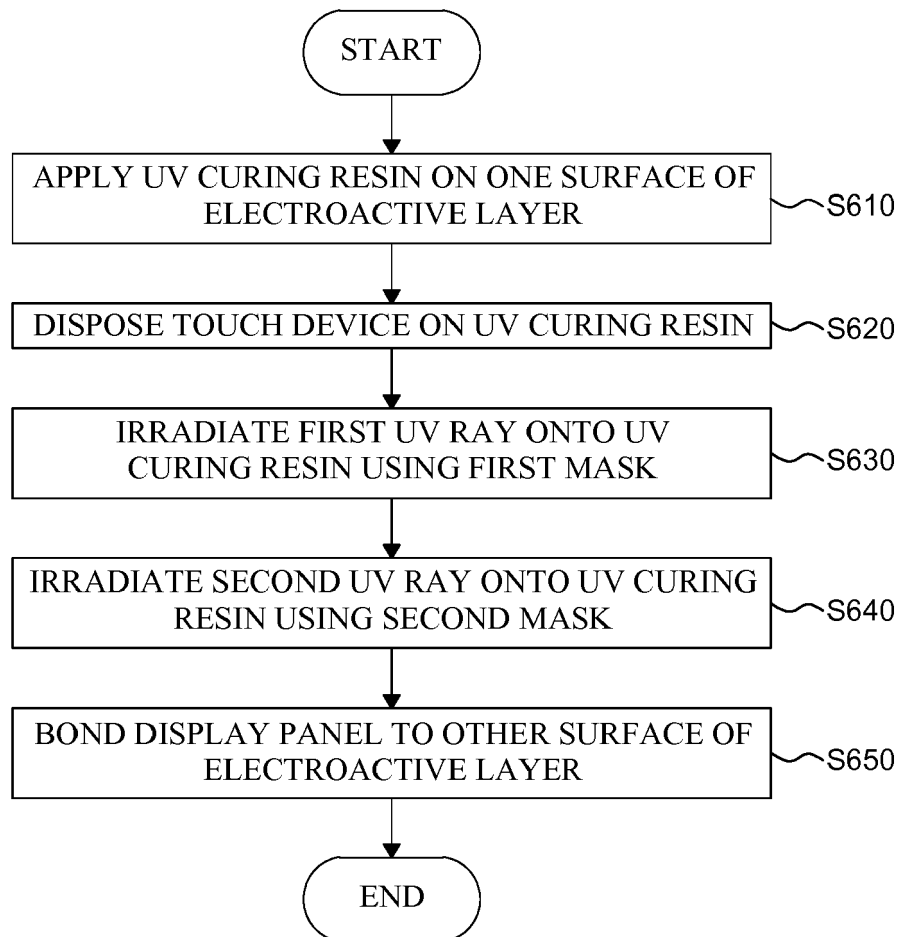 START
APPLY UV CURING RESIN ON ONE SURFACE OF
ELECTROACTIVE LAYER
S610
DISPOSE TOUCH DEVICE ON UV CURING RESIN
S620
IRRADIATE FIRST UV RAY ONTO UV
CURING RESIN USING FIRST MASK
S630
IRRADIATE SECOND UV RAY ONTO UV CURING
RESIN USING SECOND MASK
S640
BOND DISPLAY PANEL TO OTHER SURFACE OF
ELECTROACTIVE LAYER
S650
END